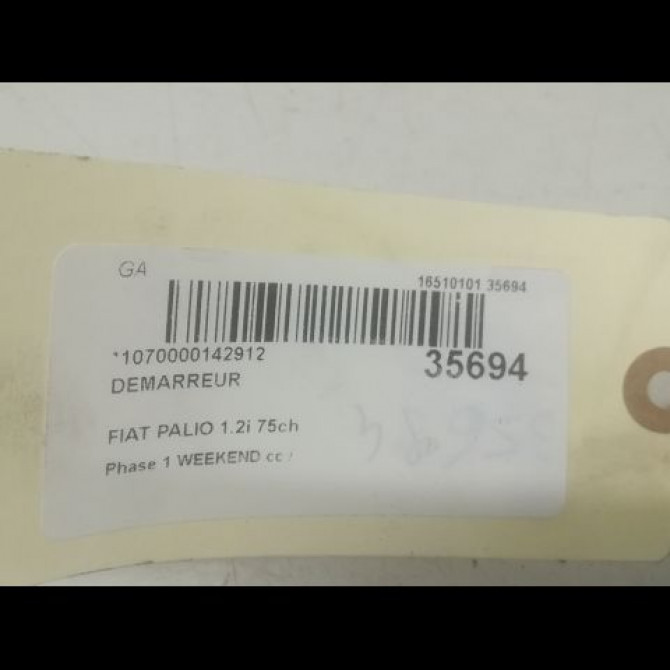 GA
16510101 35694
*1070000142912
35694
DEMARREUR
FIAT PALIO 1.2i 75ch
Phase 1 WEEKEND cc /